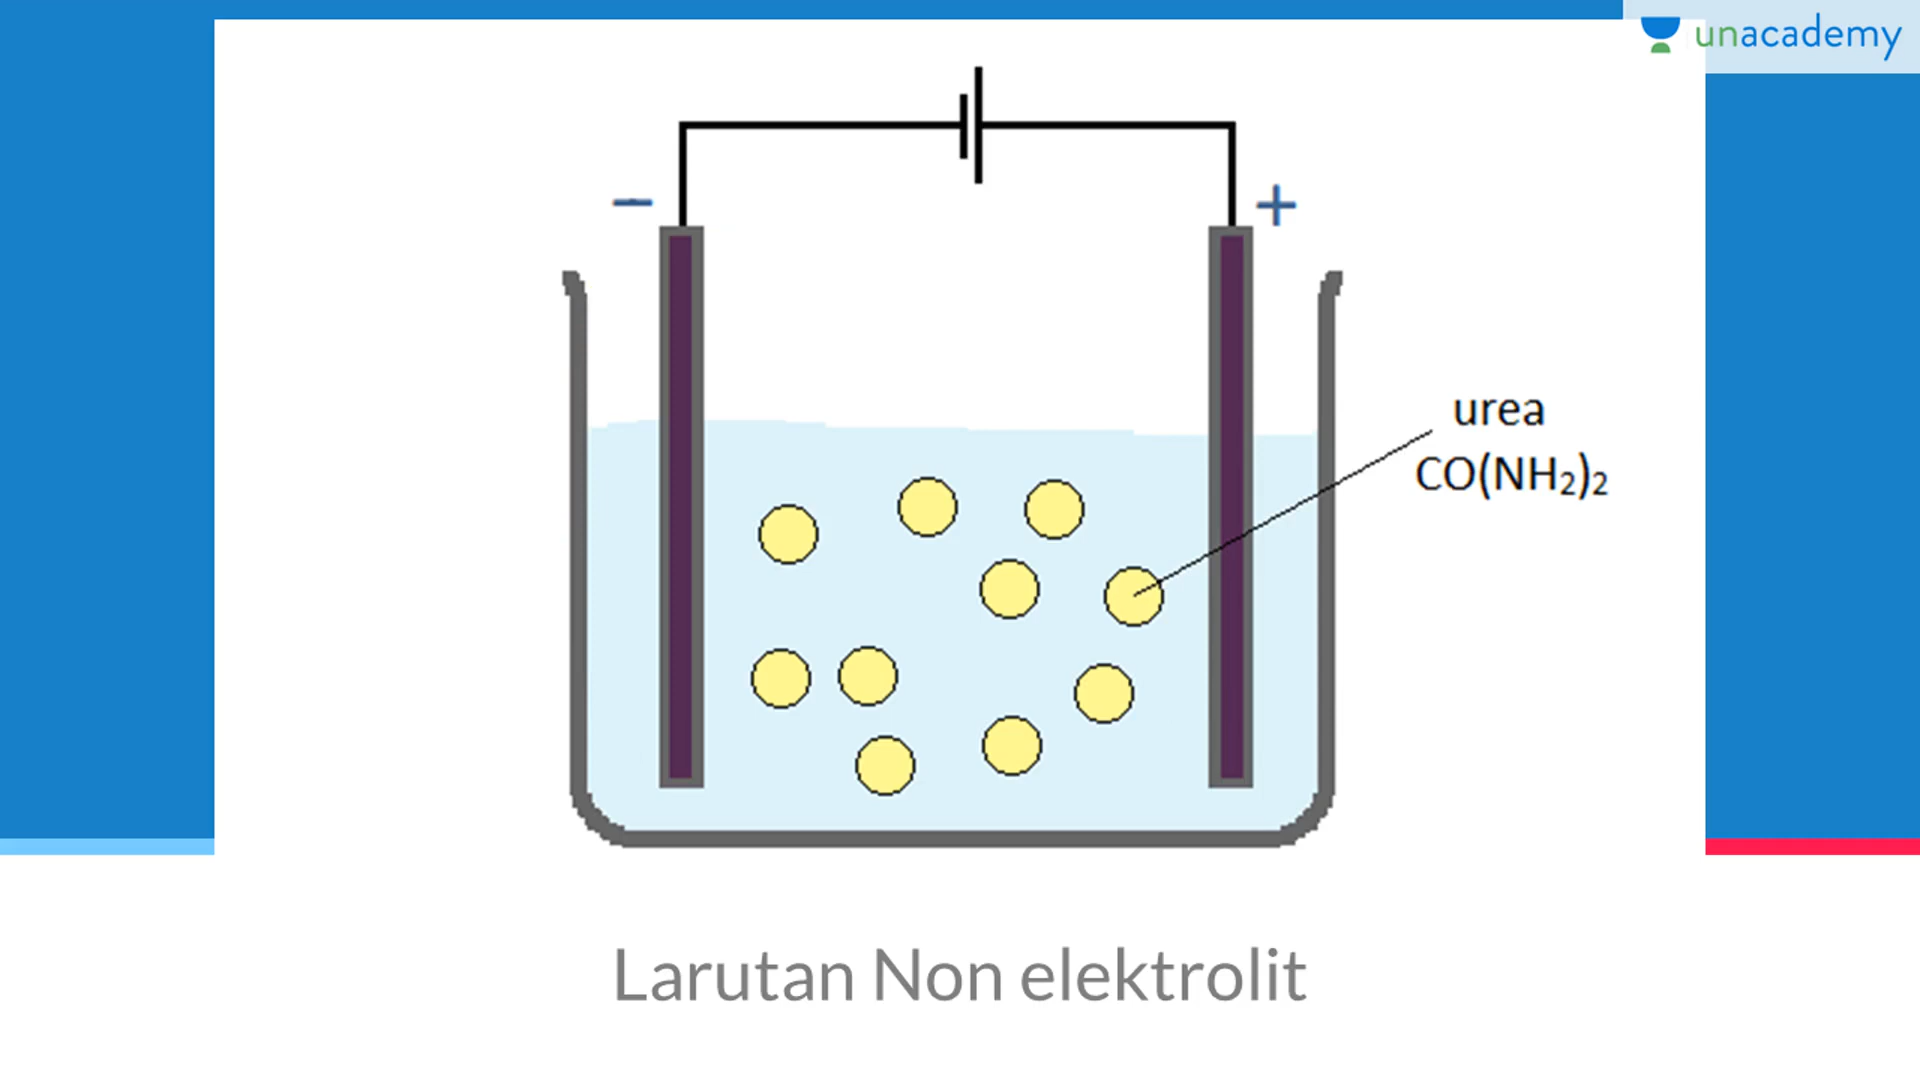 unacademy
−
+
urea
CO(NH₂)₂
Larutan Non elektrolit